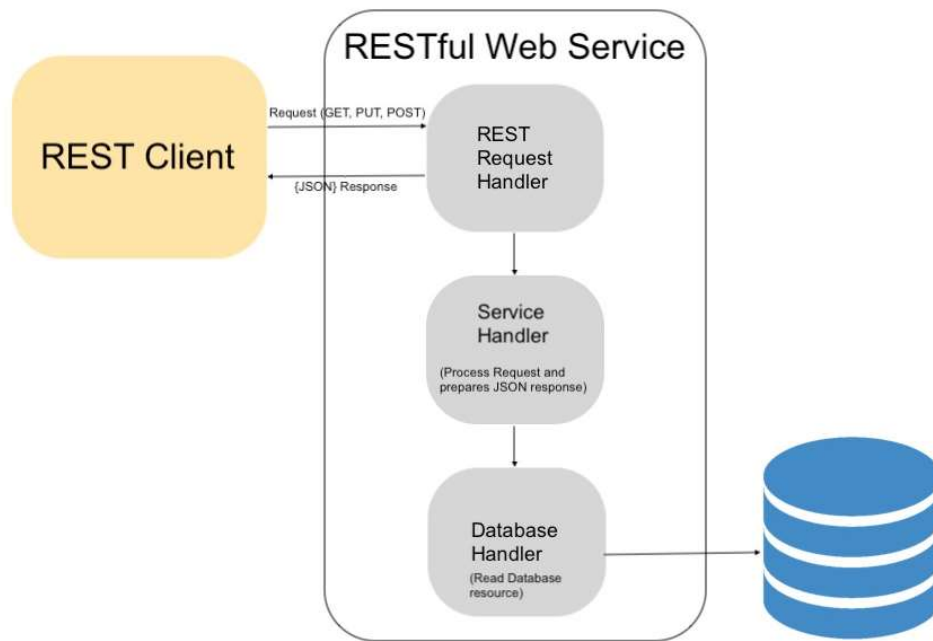 RESTful Web Service
REST Client
Request (GET, PUT, POST)
{JSON} Response
REST
Request
Handler
Service
Handler
(Process Request and
prepares JSON response)
Database
Handler
(Read Database
resource)